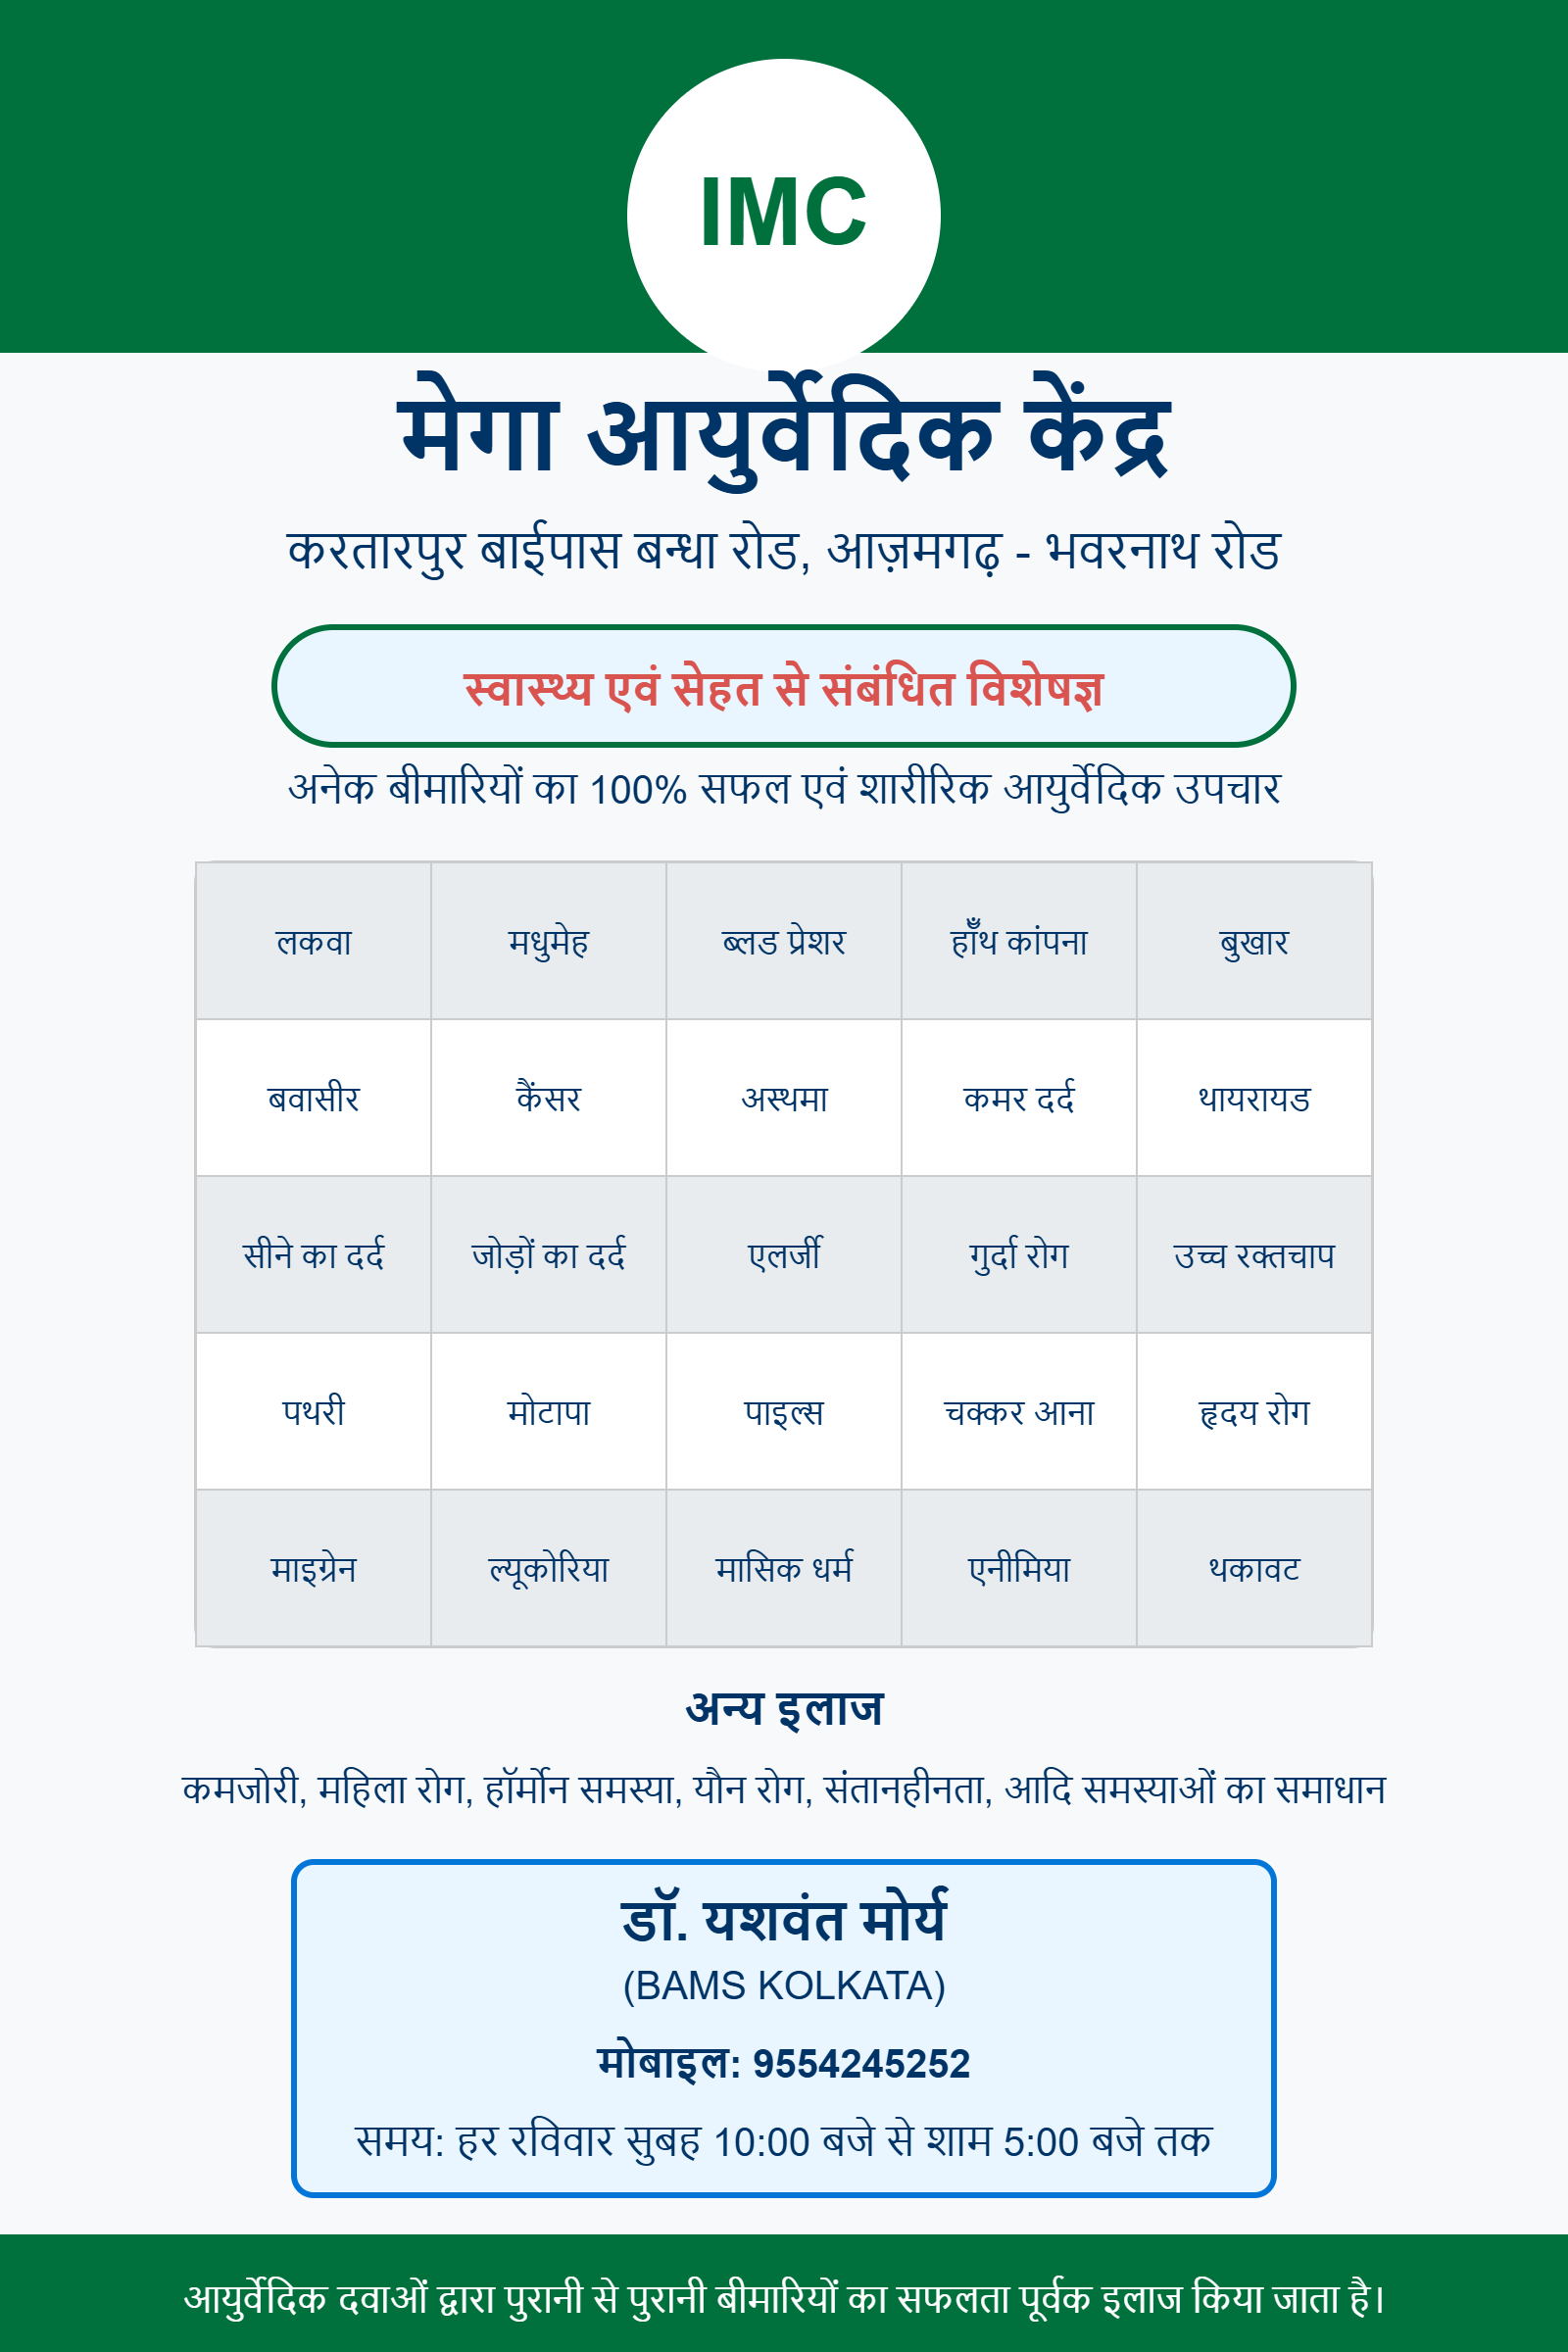 IMC
मेगा आयुर्वेदिक केंद्र
करतारपुर बाईपास बन्धा रोड, आज़मगढ़ - भवरनाथ रोड
स्वास्थ्य एवं सेहत से संबंधित विशेषज्ञ
अनेक बीमारियों का 100% सफल एवं शारीरिक आयुर्वेदिक उपचार
लकवा मधुमेह ब्लड प्रेशर हाँॅथ कांपना बुखार
बवासीर कैंसर अस्थमा कमर दर्द थायरायड
सीने का दर्द जोड़ों का दर्द एलर्जी गुर्दा रोग उच्च रक्तचाप
पथरी मोटापा पाइल्स चक्कर आना हृदय रोग
माइग्रेन ल्यूकोरिया मासिक धर्म एनीमिया थकावट
अन्य इलाज
कमजोरी, महिला रोग, हॉर्मोन समस्या, यौन रोग, संतानहीनता, आदि समस्याओं का समाधान
डॉ. यशवंत मोर्य
(BAMS KOLKATA)
मोबाइल: 9554245252
समय: हर रविवार सुबह 10:00 बजे से शाम 5:00 बजे तक
आयुर्वेदिक दवाओं द्वारा पुरानी से पुरानी बीमारियों का सफलता पूर्वक इलाज किया जाता है।